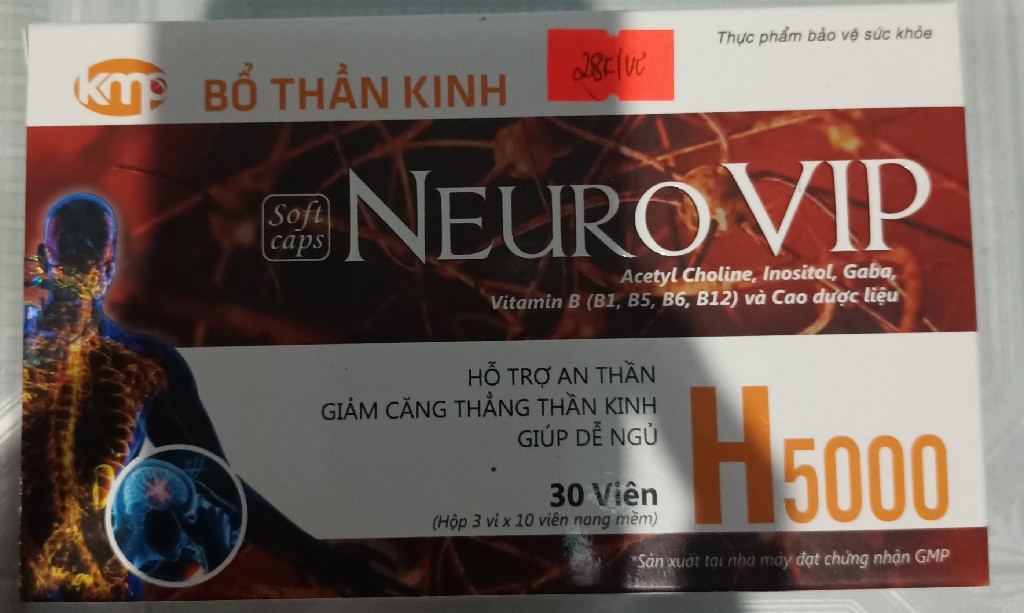 Thực phẩm bảo vệ sức khỏe
28k/vỉ
kmp
BỔ THẦN KINH
Soft
caps
NEURO VIP
Acetyl Choline, Inositol, Gaba,
Vitamin B (B1, B5, B6, B12) và Cao dược liệu
HỖ TRỢ AN THẦN
GIẢM CĂNG THẲNG THẦN KINH
GIÚP DỄ NGỦ
H5000
30 Viên
(Hộp 3 vỉ x 10 viên nang mềm)
*Sản xuất tại nhà máy đạt chứng nhận GMP